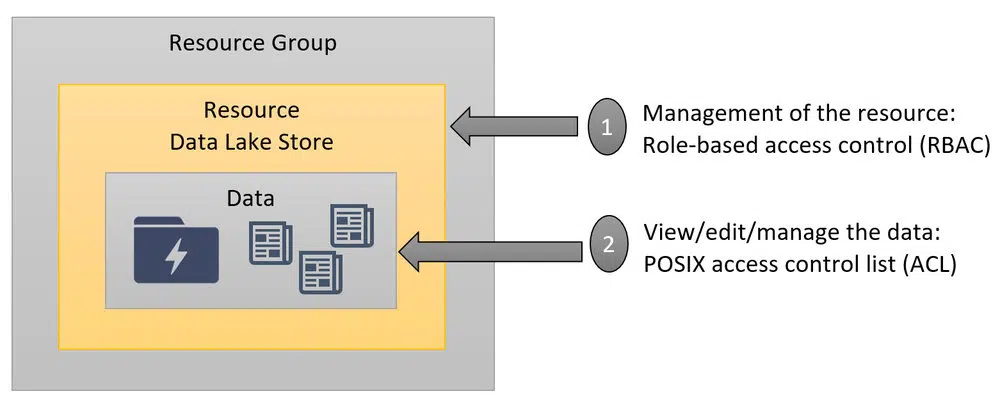 Resource Group
Resource
Data Lake Store
Data
1
Management of the resource:
Role-based access control (RBAC)
2
View/edit/manage the data:
POSIX access control list (ACL)